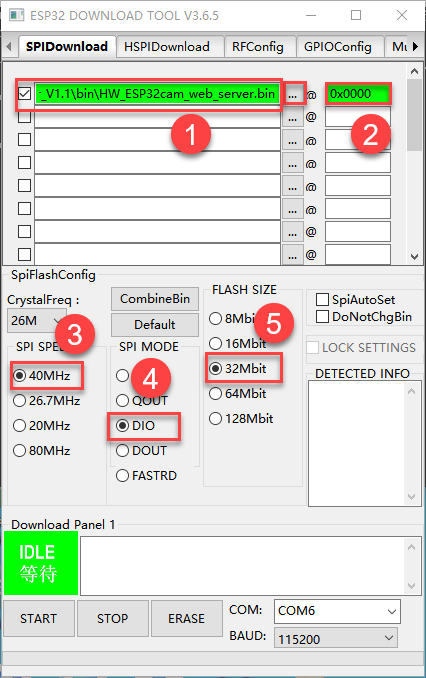 ESP32 DOWNLOAD TOOL V3.6.5
SPIDownload HSPIDownload RFConfig GPIOConfig Mu
._V1.1\bin\HW_ESP32cam_web_server.bin ... @ 0x0000
... @
1
2
... @
... @
... @
... @
... @
... @
SpiFlashConfig
CrystalFreq :
26M
CombineBin
Default
3
SPI SPE
40MHz
26.7MHz
20MHz
80MHz
SPI MODE
4
QOUT
DIO
DOUT
FASTRD
FLASH SIZE
5
8Mbit
16Mbit
32Mbit
64Mbit
128Mbit
SpiAutoSet
DoNotChgBin
LOCK SETTINGS
DETECTED INFO
Download Panel 1
IDLE
等待
START STOP ERASE
COM: COM6
BAUD: 115200